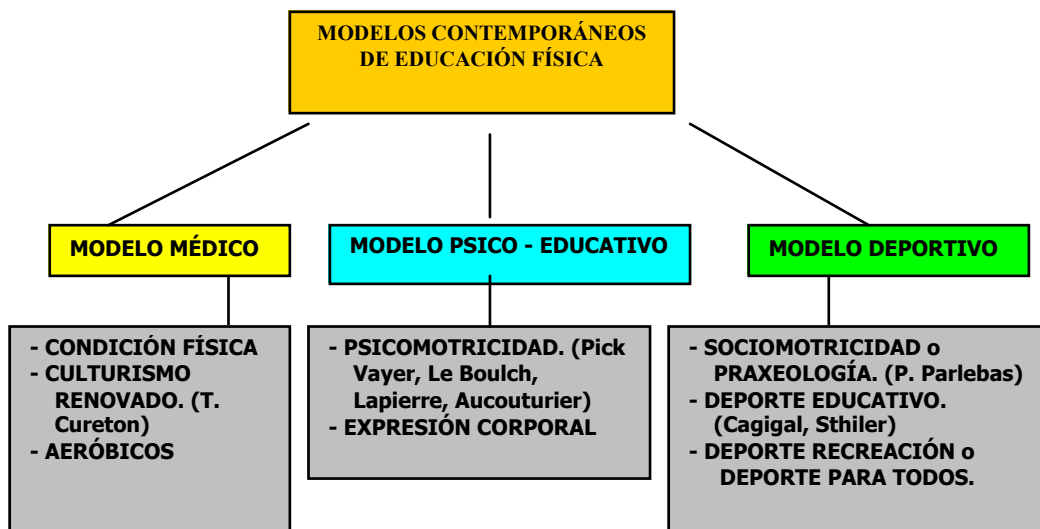 MODELOS CONTEMPORÁNEOS
DE EDUCACIÓN FÍSICA
MODELO MÉDICO
MODELO PSICO - EDUCATIVO
MODELO DEPORTIVO
- CONDICIÓN FÍSICA
- CULTURISMO
RENOVADO. (T.
Cureton)
- AERÓBICOS
- PSICOMOTRICIDAD. (Pick
Vayer, Le Boulch,
Lapierre, Aucouturier)
- EXPRESIÓN CORPORAL
- SOCIOMOTRICIDAD o
PRAXEOLOGÍA. (P. Parlebas)
- DEPORTE EDUCATIVO.
(Cagigal, Sthiler)
- DEPORTE RECREACIÓN o
DEPORTE PARA TODOS.